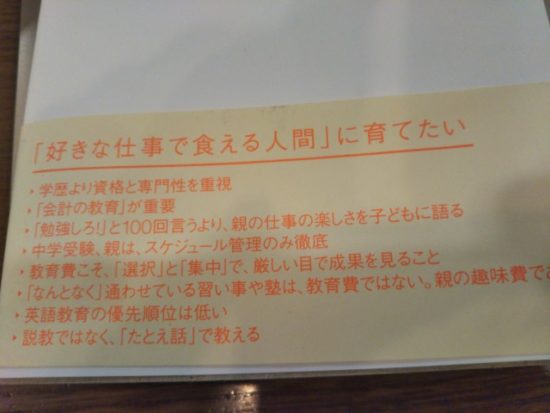 「好きな仕事で食える人間」に育てたい
▸学歴より資格と専門性を重視
▸「会計の教育」が重要
▸「勉強しろ!」と100回言うより、親の仕事の楽しさを子どもに語る
▸中学受験、親は、スケジュール管理のみ徹底
▸教育費こそ、「選択」と「集中」で、厳しい目で成果を見ること
▸「なんとなく」通わせている習い事や塾は、教育費ではない。親の趣味費で
▸英語教育の優先順位は低い
▸説教ではなく、「たとえ話」で教える